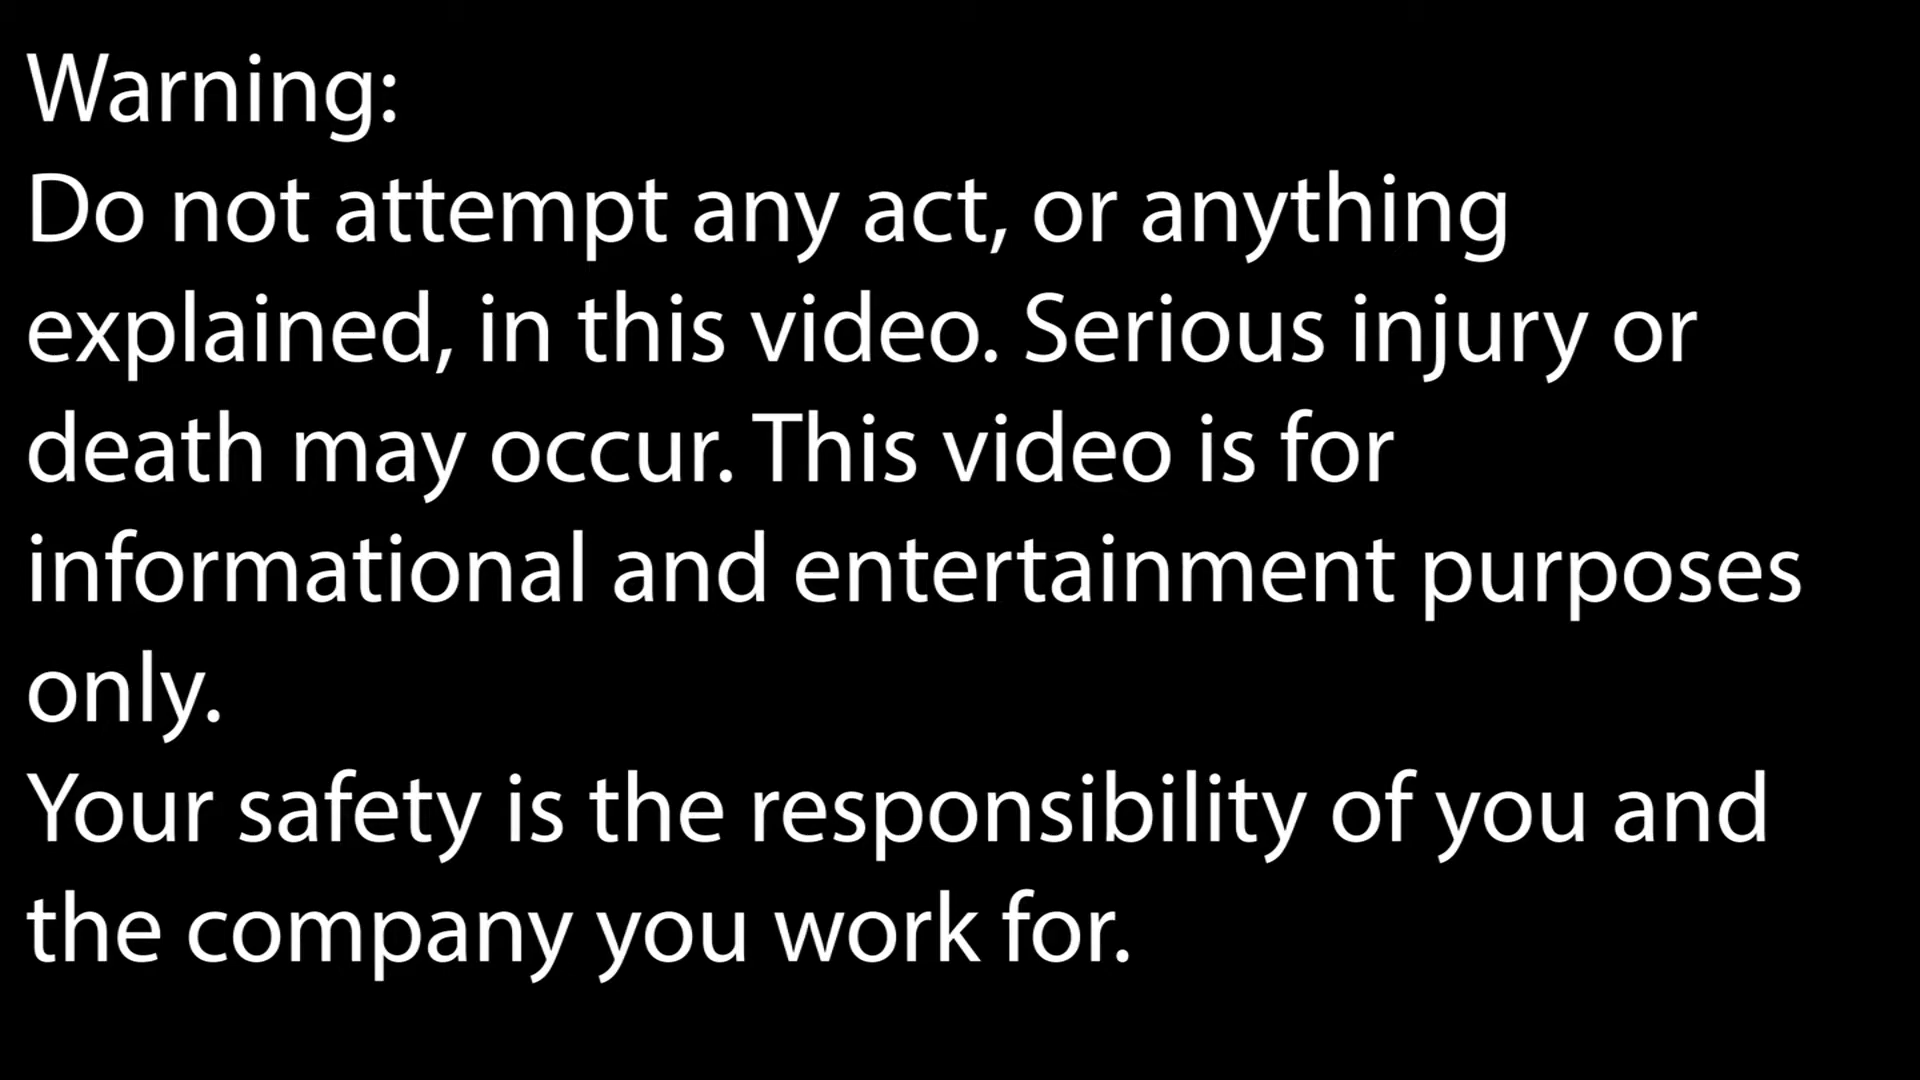 Warning:
Do not attempt any act, or anything
explained, in this video. Serious injury or
death may occur. This video is for
informational and entertainment purposes
only.
Your safety is the responsibility of you and
the company you work for.